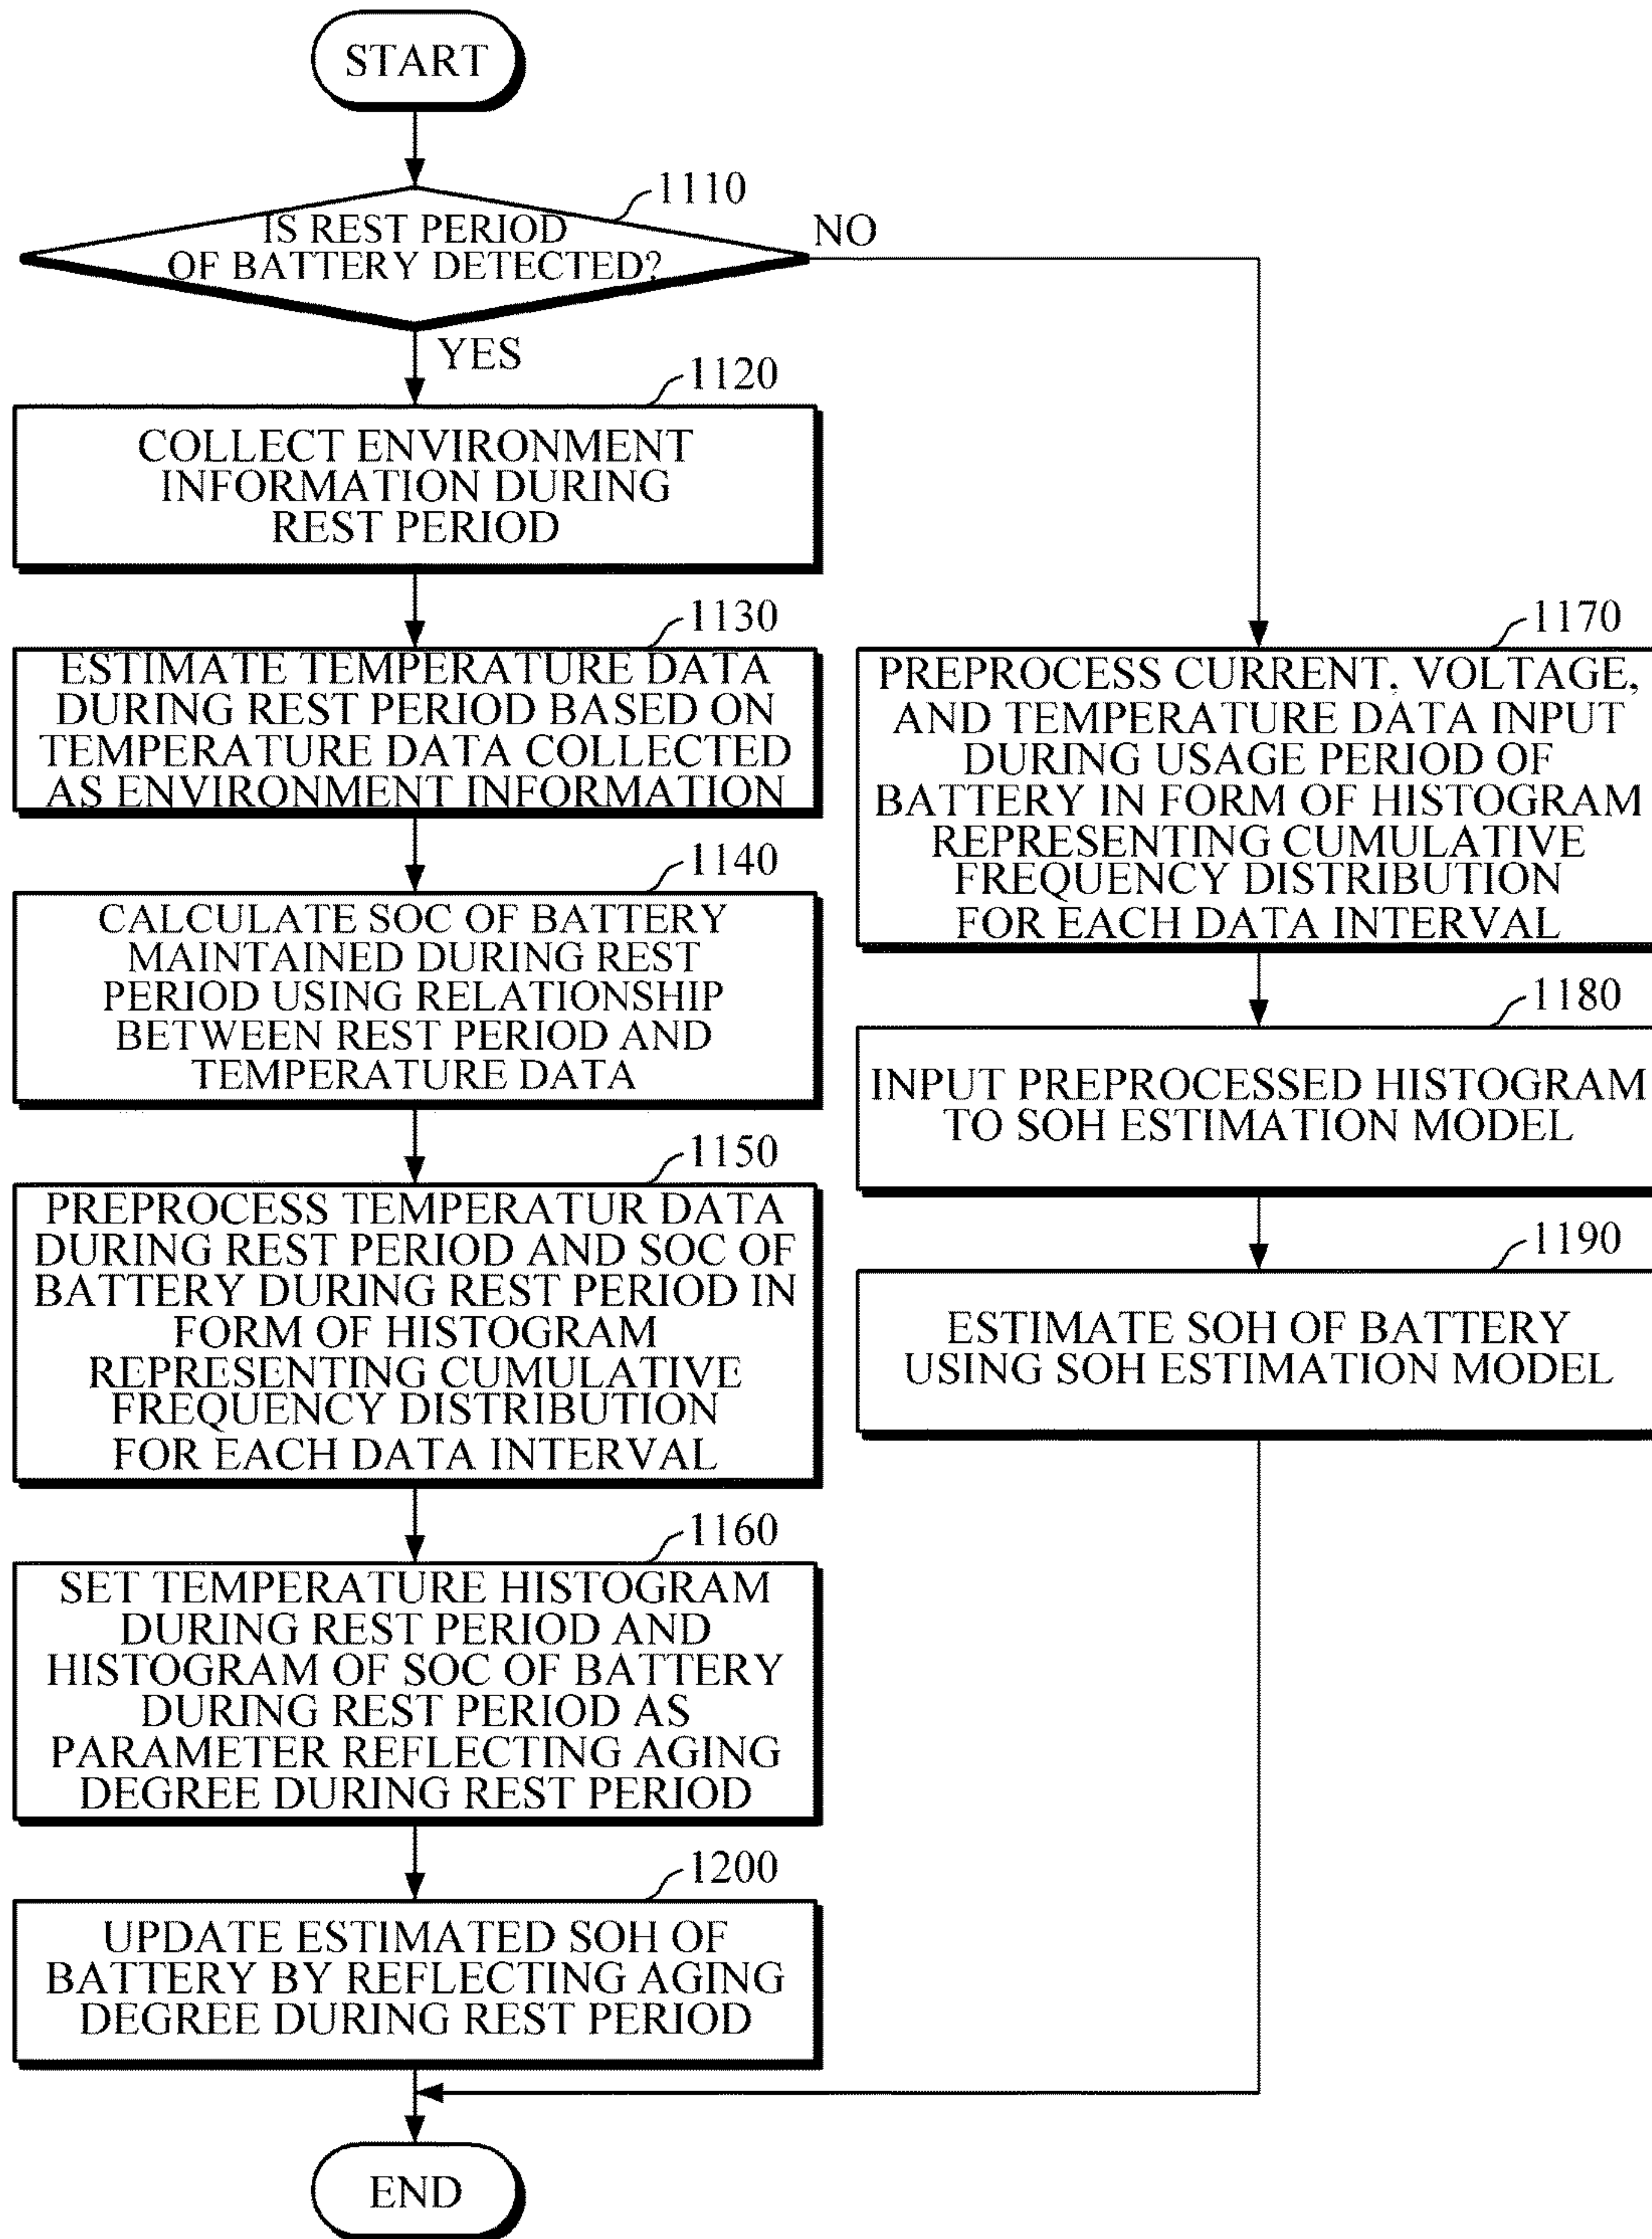 START
1110
IS REST PERIOD
OF BATTERY DETECTED?
NO
YES
1120
COLLECT ENVIRONMENT
INFORMATION DURING
REST PERIOD
1130
ESTIMATE TEMPERATURE DATA
DURING REST PERIOD BASED ON
TEMPERATURE DATA COLLECTED
AS ENVIRONMENT INFORMATION
1140
CALCULATE SOC OF BATTERY
MAINTAINED DURING REST
PERIOD USING RELATIONSHIP
BETWEEN REST PERIOD AND
TEMPERATURE DATA
1150
PREPROCESS TEMPERATUR DATA
DURING REST PERIOD AND SOC OF
BATTERY DURING REST PERIOD IN
FORM OF HISTOGRAM
REPRESENTING CUMULATIVE
FREQUENCY DISTRIBUTION
FOR EACH DATA INTERVAL
1160
SET TEMPERATURE HISTOGRAM
DURING REST PERIOD AND
HISTOGRAM OF SOC OF BATTERY
DURING REST PERIOD AS
PARAMETER REFLECTING AGING
DEGREE DURING REST PERIOD
1200
UPDATE ESTIMATED SOH OF
BATTERY BY REFLECTING AGING
DEGREE DURING REST PERIOD
1170
PREPROCESS CURRENT, VOLTAGE,
AND TEMPERATURE DATA INPUT
DURING USAGE PERIOD OF
BATTERY IN FORM OF HISTOGRAM
REPRESENTING CUMULATIVE
FREQUENCY DISTRIBUTION
FOR EACH DATA INTERVAL
1180
INPUT PREPROCESSED HISTOGRAM
TO SOH ESTIMATION MODEL
1190
ESTIMATE SOH OF BATTERY
USING SOH ESTIMATION MODEL
END